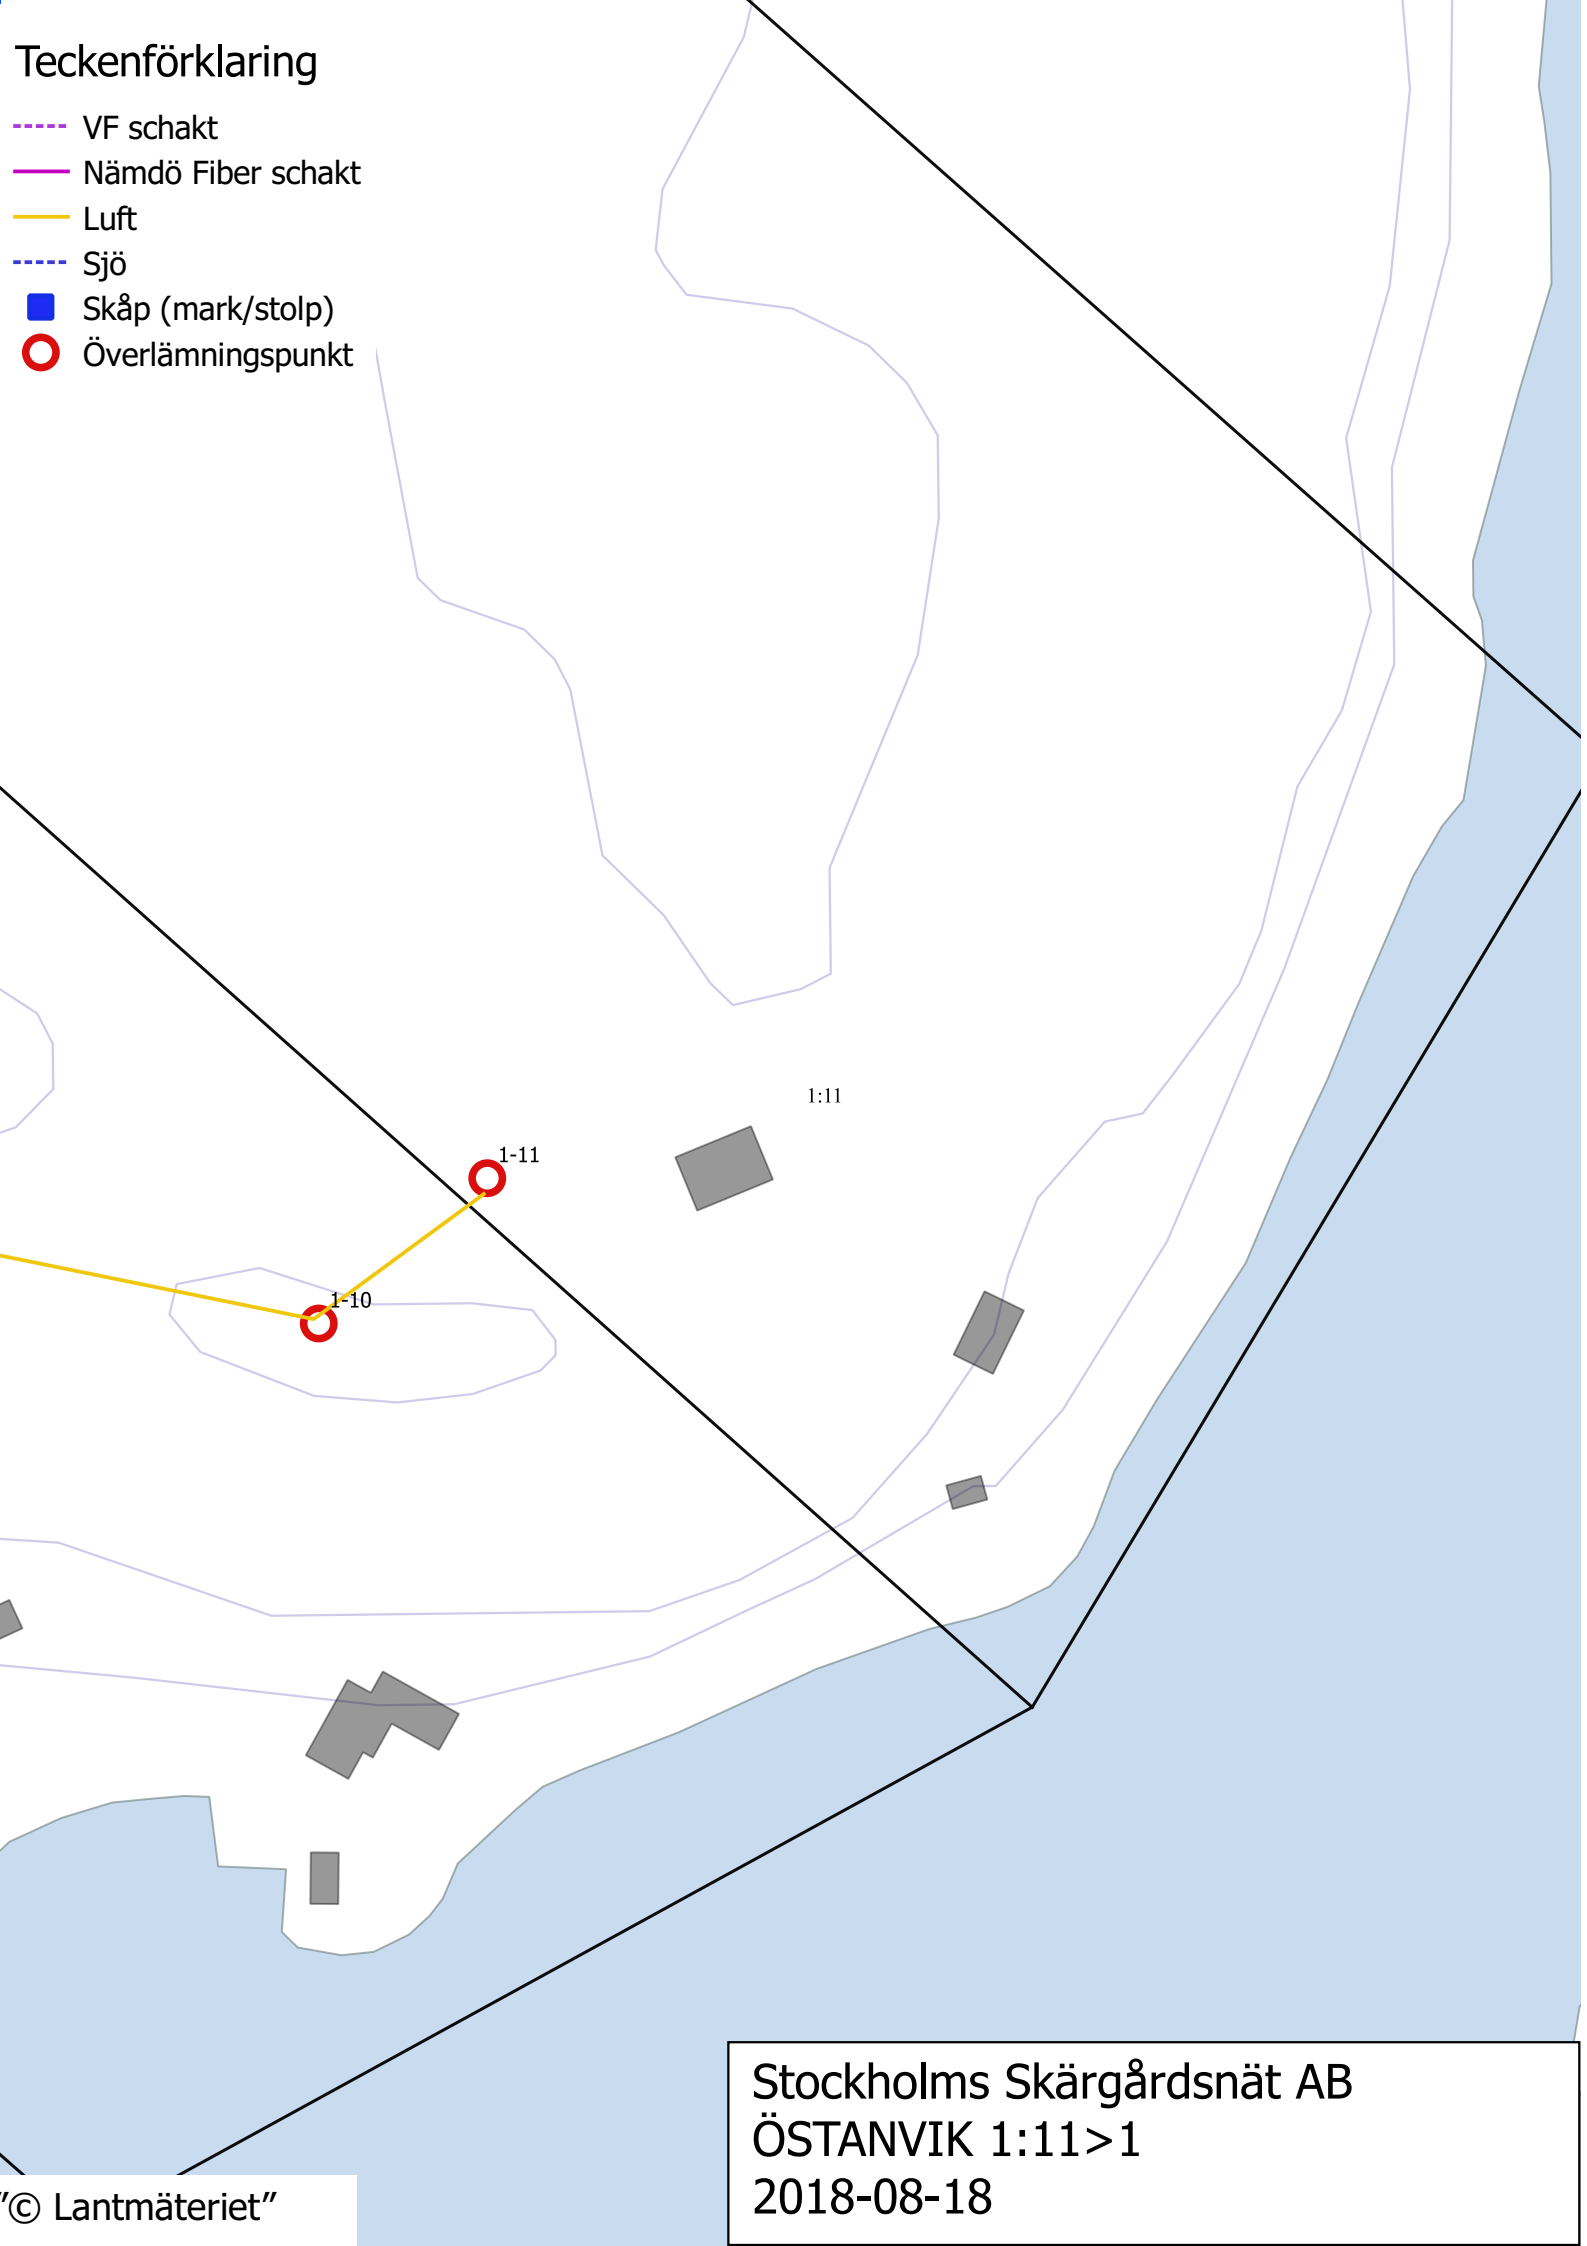 Teckenförklaring
VF schakt
Nämdö Fiber schakt
Luft
Sjö
Skåp (mark/stolp)
Överlämningspunkt
1:11
1-11
1-10
Stockholms Skärgårdsnät AB
ÖSTANVIK 1:11>1
2018-08-18
"© Lantmäteriet"